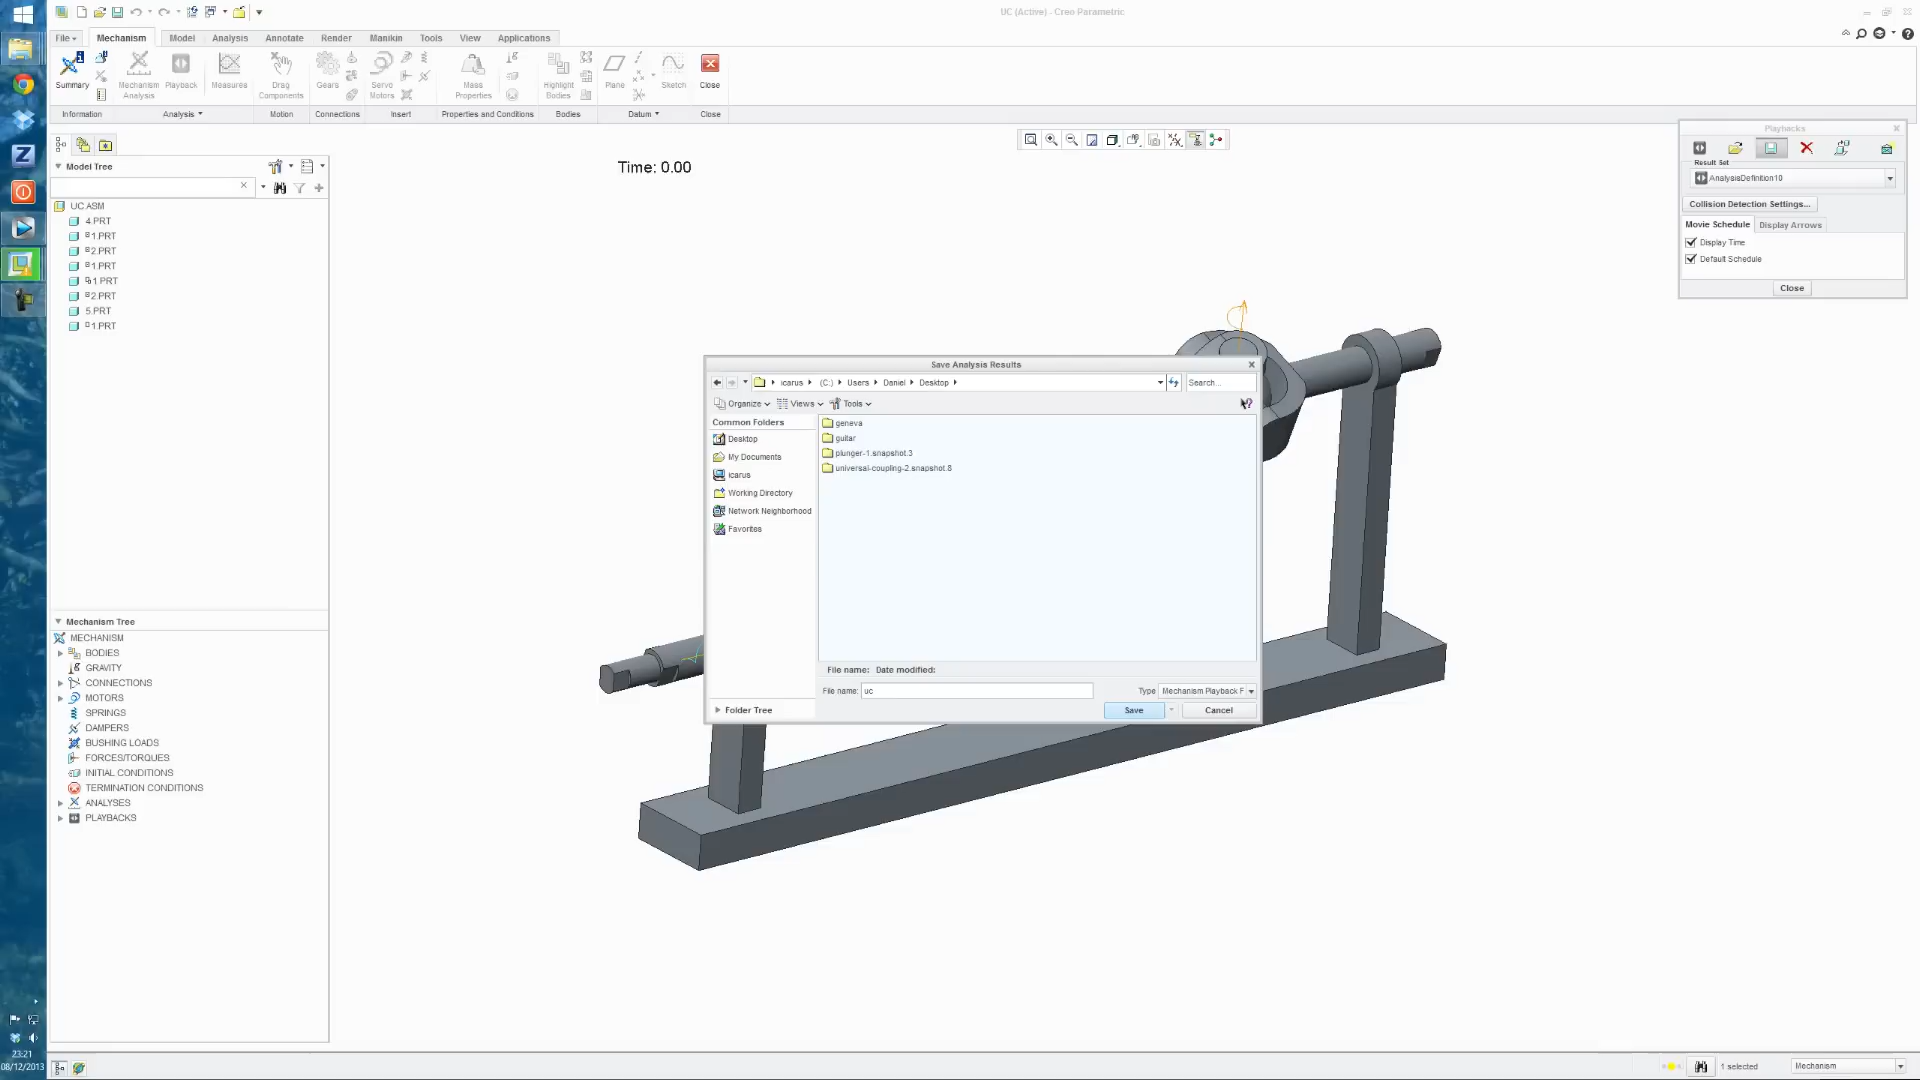 UC (Active) - Creo Parametric
File
Mechanism
Model
Analysis
Annotate
Render
Manikin
Tools
View
Applications
Summary
Mechanism Analysis
Playback
Measures
Drag Components
Gears
Servo Motors
Mass Properties
Highlight Bodies
Plane
Sketch
Close
Information
Analysis
Motion
Connections
Insert
Properties and Conditions
Bodies
Datum
Close
Model Tree
UC.ASM
4.PRT
1.PRT
2.PRT
1.PRT
1.PRT
2.PRT
5.PRT
1.PRT
Mechanism Tree
MECHANISM
BODIES
GRAVITY
CONNECTIONS
MOTORS
SPRINGS
DAMPERS
BUSHING LOADS
FORCES/TORQUES
INITIAL CONDITIONS
TERMINATION CONDITIONS
ANALYSES
PLAYBACKS
Time: 0.00
Save Analysis Results
icarus
(C:)
Users
Daniel
Desktop
Search...
Organize
Views
Tools
Common Folders
Desktop
My Documents
icarus
Working Directory
Network Neighborhood
Favorites
Folder Tree
geneva
guitar
plunger-1.snapshot.3
universal-coupling-2.snapshot.8
File name: Date modified:
File name: uc
Type Mechanism Playback F
Save
Cancel
Playbacks
Result Set
AnalysisDefinition10
Collision Detection Settings...
Movie Schedule
Display Arrows
Display Time
Default Schedule
Close
23:21
08/12/2013
1 selected
Mechanism